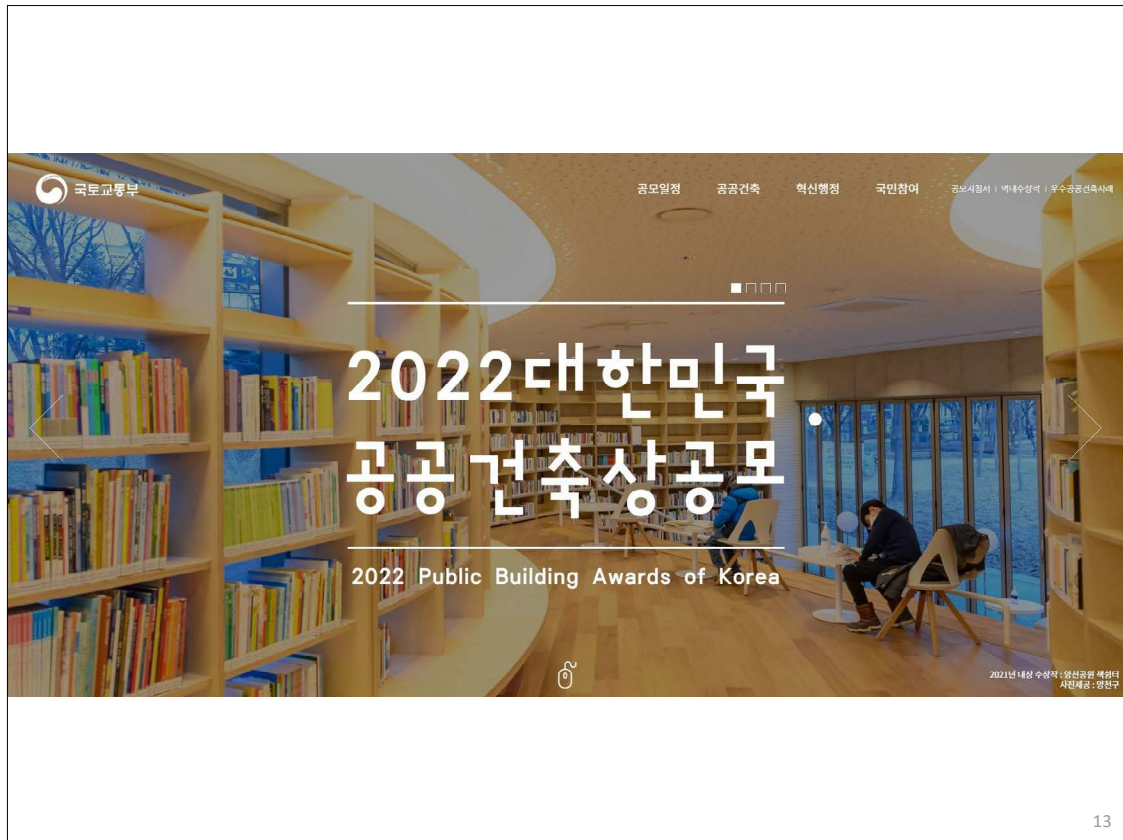 국토교통부
공모일정 공공건축 혁신행정 국민참여 공모신청서 | 역대수상작 | 우수공공건축사례
2022대한민국
공공건축상공모
2022 Public Building Awards of Korea
2021년 대상 수상작 : 양천공원 책쉼터
사진제공 : 양천구
13